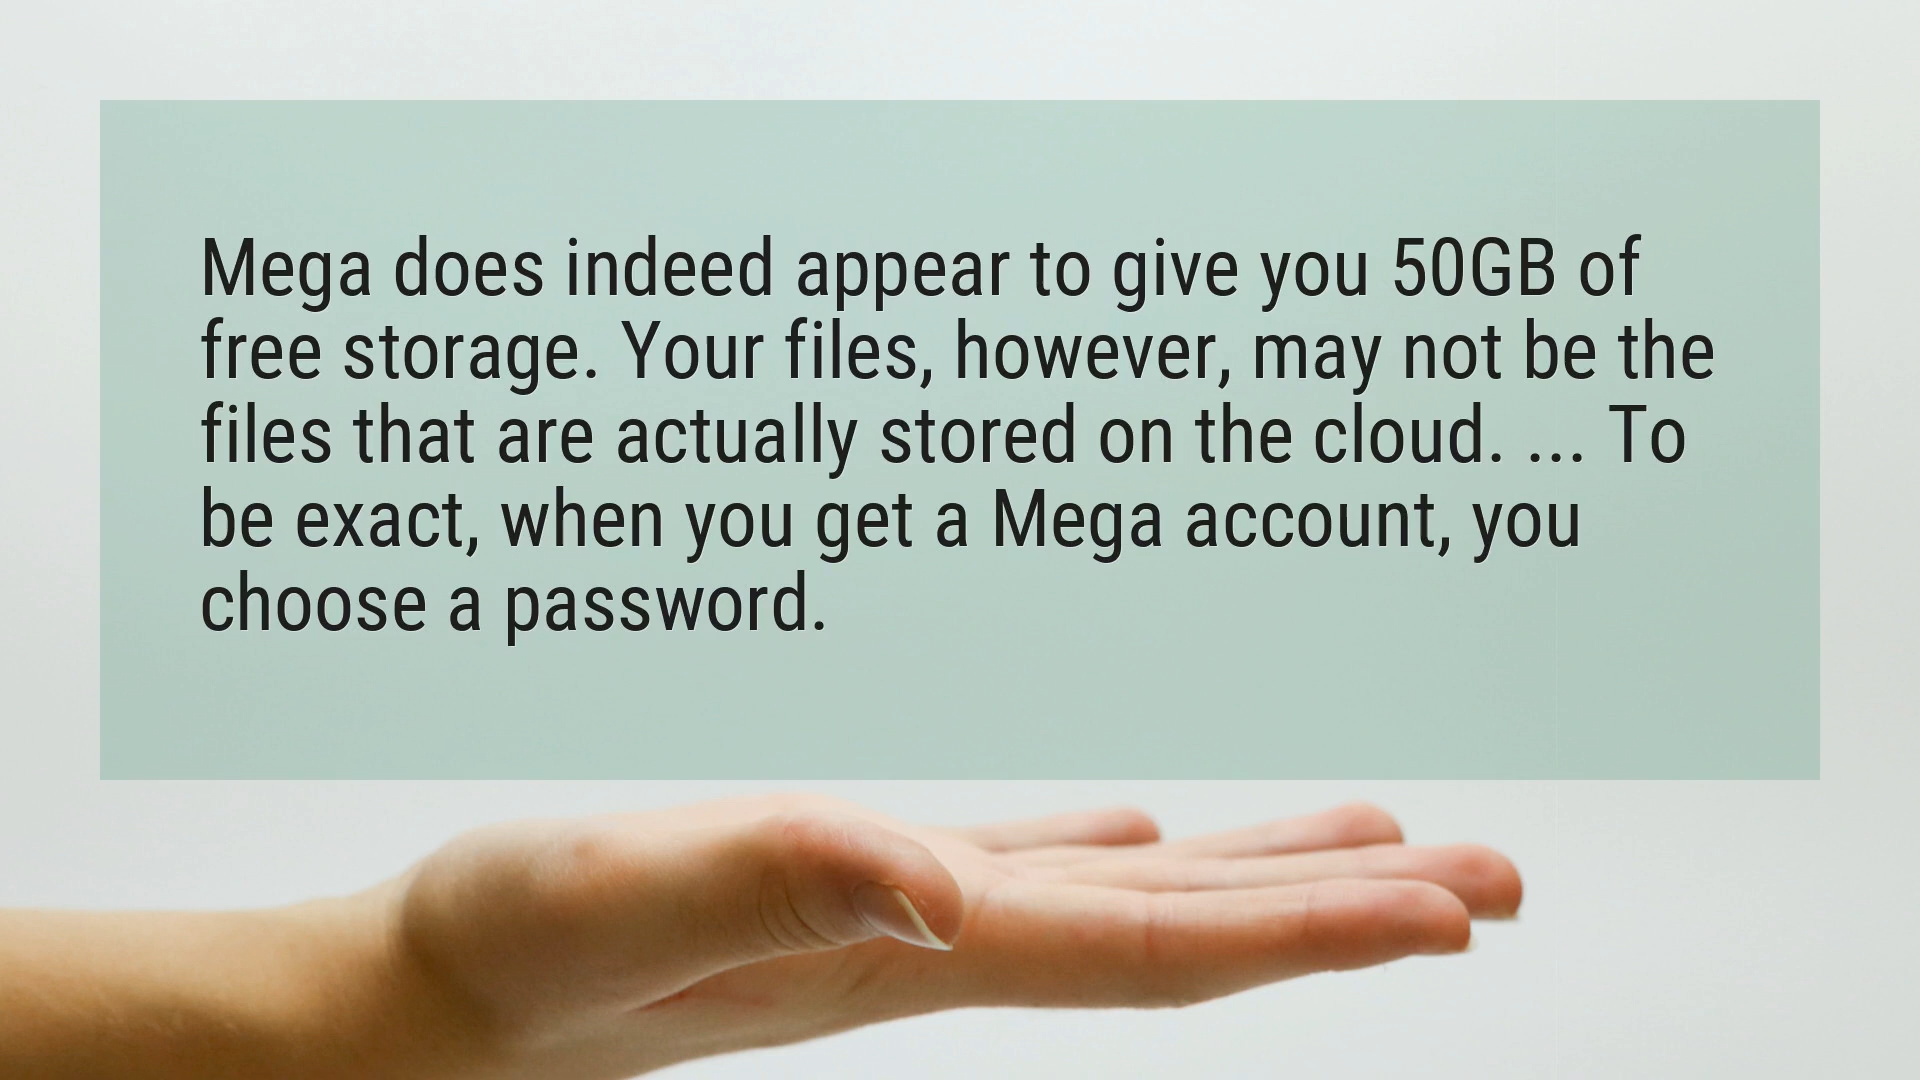 Mega does indeed appear to give you 50GB of
free storage. Your files, however, may not be the
files that are actually stored on the cloud. ... To
be exact, when you get a Mega account, you
choose a password.